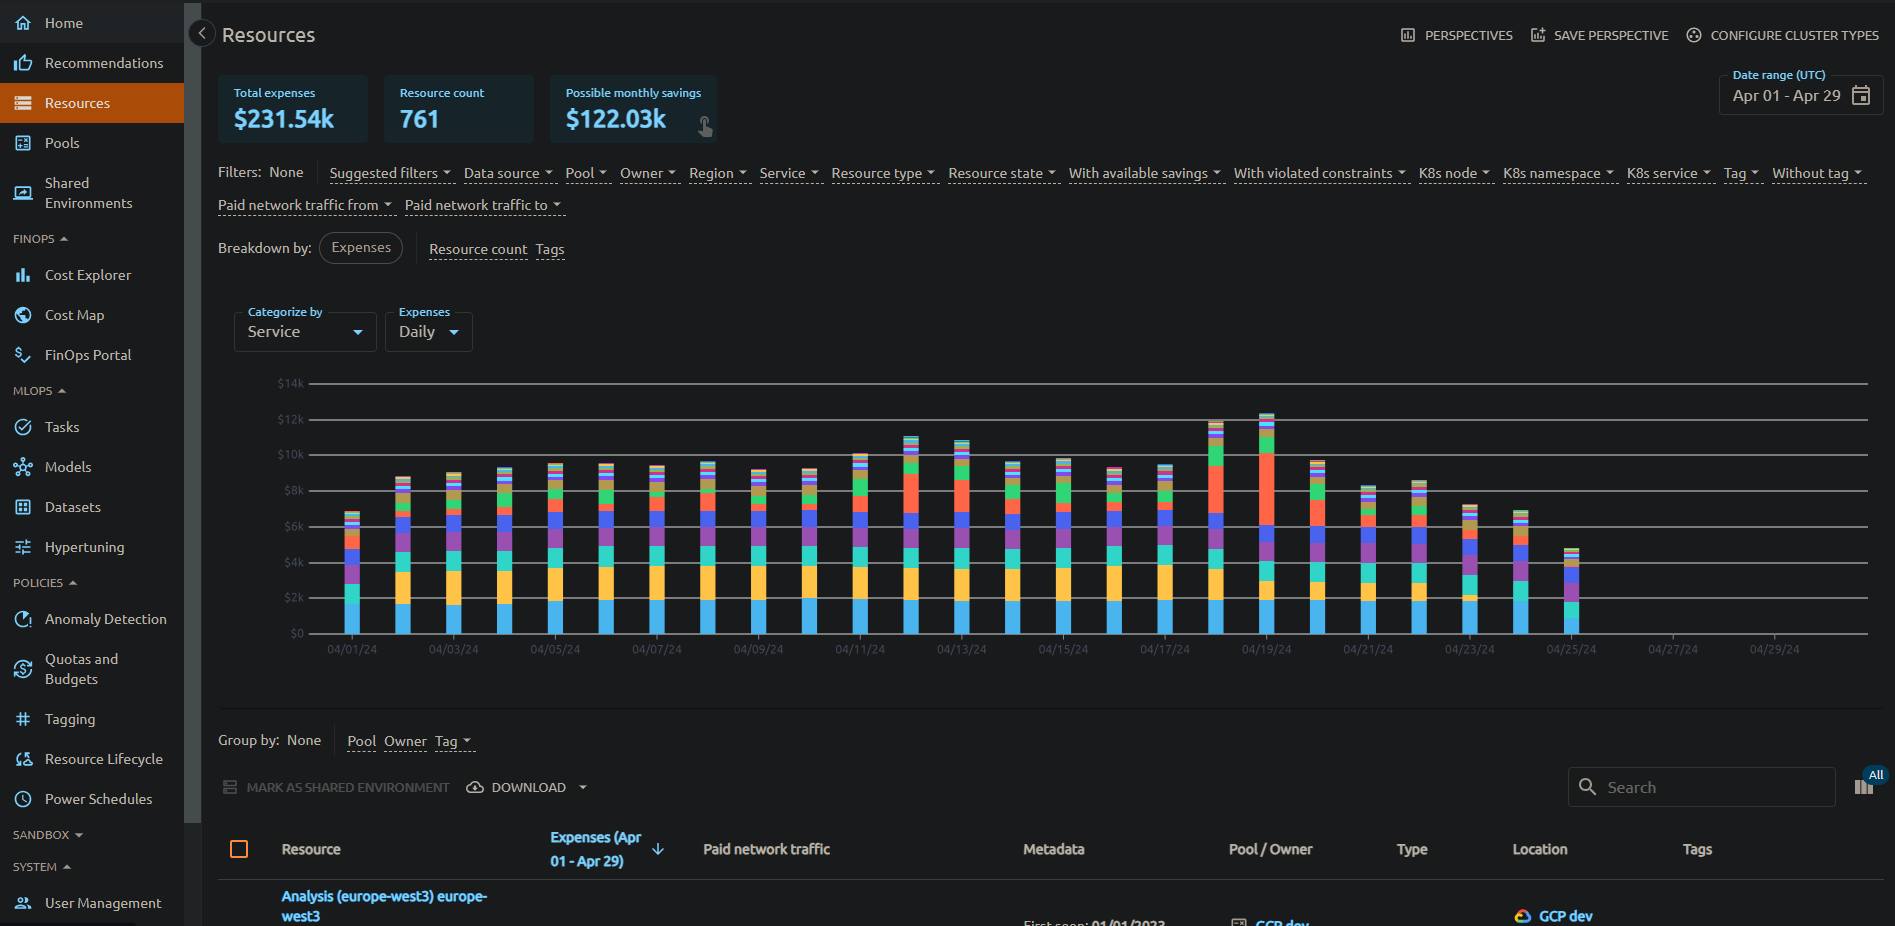 Home
Recommendations
Resources
Pools
Shared
Environments
FINOPS
Cost Explorer
Cost Map
FinOps Portal
MLOPS
Tasks
Models
Datasets
Hypertuning
POLICIES
Anomaly Detection
Quotas and
Budgets
Tagging
Resource Lifecycle
Power Schedules
SANDBOX
SYSTEM
User Management
Resources
PERSPECTIVES SAVE PERSPECTIVE CONFIGURE CLUSTER TYPES
Total expenses
$231.54k
Resource count
761
Possible monthly savings
$122.03k
Date range (UTC)
Apr 01 - Apr 29
Filters: None Suggested filters Data source Pool Owner Region Service Resource type Resource state With available savings With violated constraints K8s node K8s namespace K8s service Tag Without tag
Paid network traffic from Paid network traffic to
Breakdown by: Expenses Resource count Tags
Categorize by
Service
Expenses
Daily
$14k
$12k
$10k
$8k
$6k
$4k
$2k
$0
04/01/24 04/03/24 04/05/24 04/07/24 04/09/24 04/11/24 04/13/24 04/15/24 04/17/24 04/19/24 04/21/24 04/23/24 04/25/24 04/27/24 04/29/24
Group by: None Pool Owner Tag
MARK AS SHARED ENVIRONMENT DOWNLOAD
Search
All
Resource
Expenses (Apr
01 - Apr 29)
Paid network traffic
Metadata
Pool / Owner
Type
Location
Tags
Analysis (europe-west3) europe-
west3
First seen: 01/01/2023
GCP dev
GCP dev